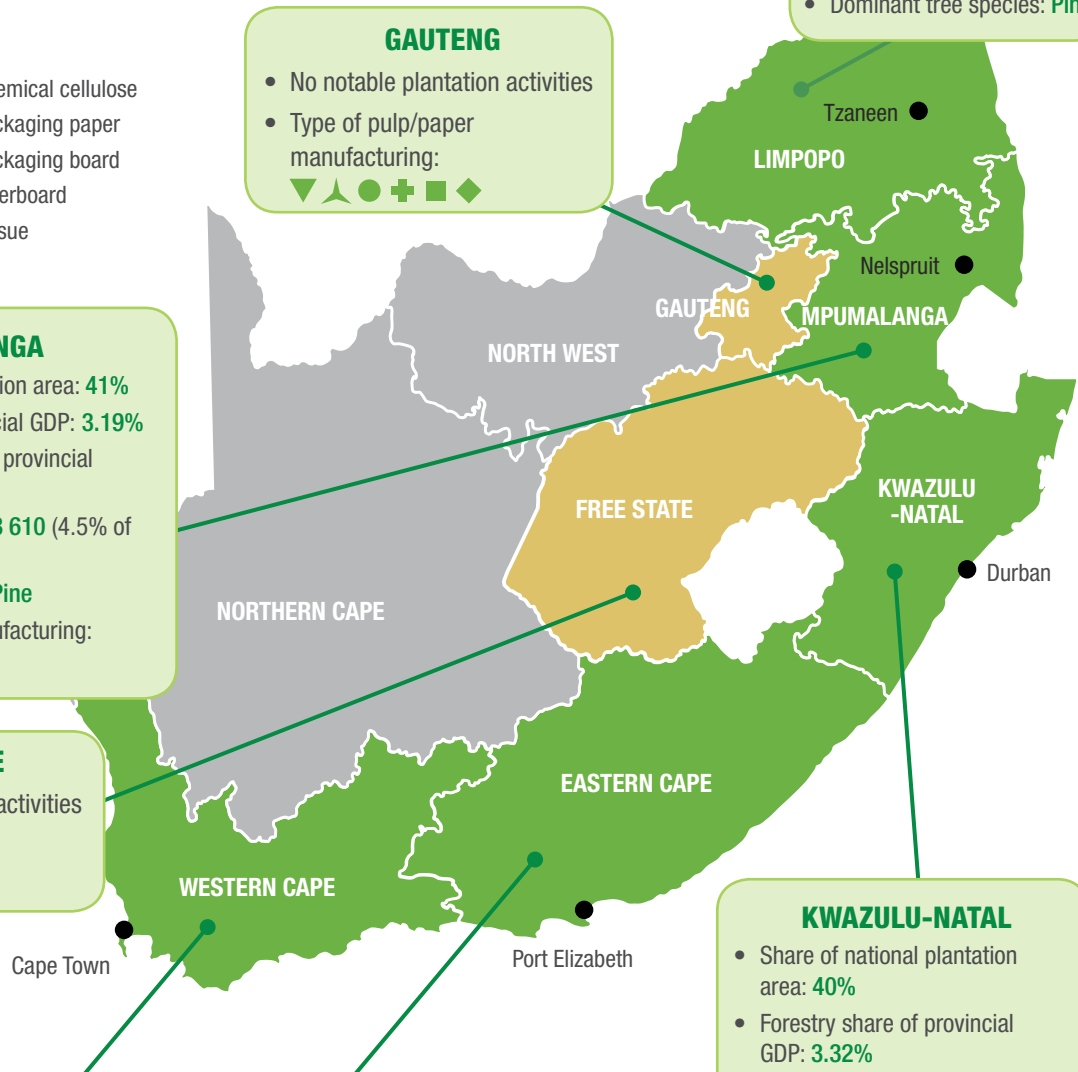 Dominant tree species: Pin
GAUTENG
• No notable plantation activities
• Type of pulp/paper
manufacturing:
emical cellulose
ckaging paper
ckaging board
erboard
sue
Tzaneen
LIMPOPO
Nelspruit
GAUTENG
MPUMALANGA
NORTH WEST
NGA
ion area: 41%
cial GDP: 3.19%
provincial
3 610 (4.5% of
Pine
ufacturing:
FREE STATE
KWAZULU
-NATAL
Durban
NORTHERN CAPE
E
activities
EASTERN CAPE
WESTERN CAPE
Cape Town
Port Elizabeth
KWAZULU-NATAL
• Share of national plantation
area: 40%
• Forestry share of provincial
GDP: 3.32%